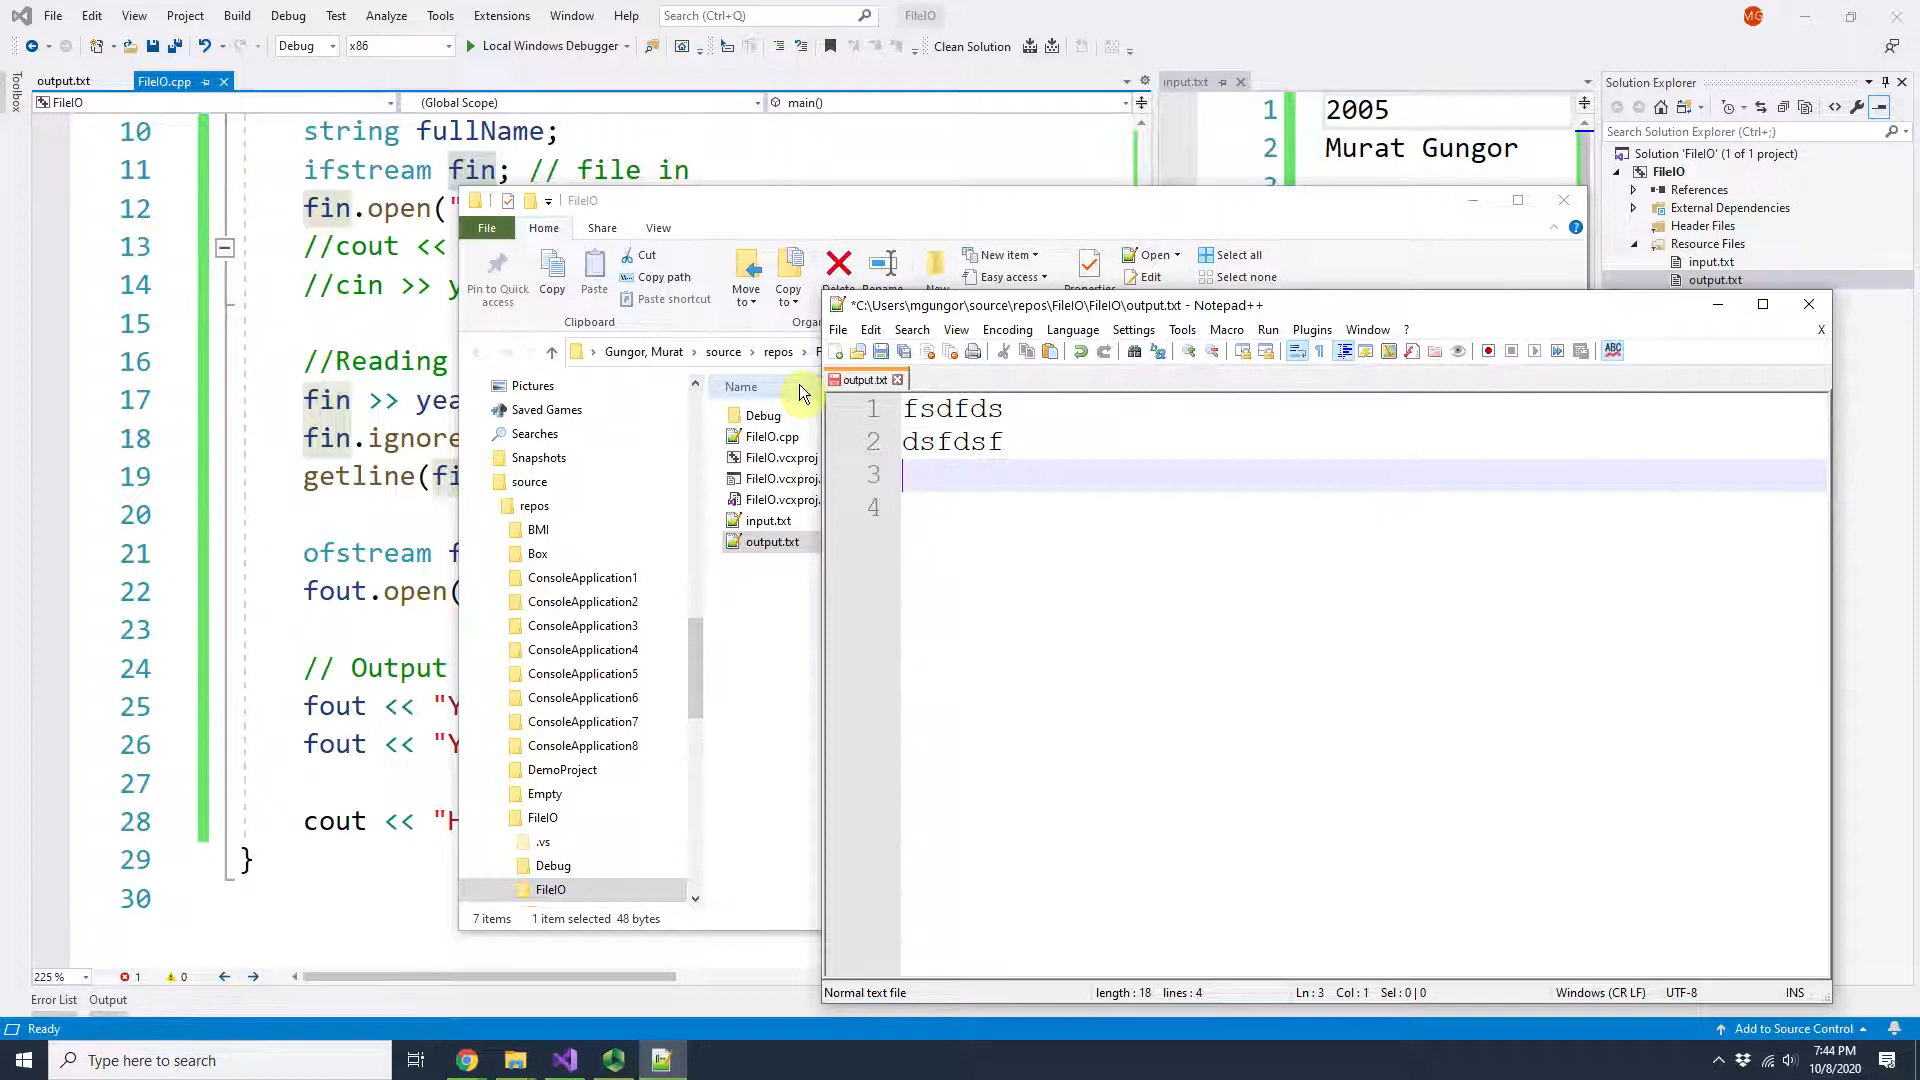 File Edit View Project Build Debug Test Analyze Tools Extensions Window Help Search (Ctrl+Q) FileIO MG
Debug x86 Local Windows Debugger Clean Solution
output.txt FileIO.cpp input.txt Solution Explorer
FileIO (Global Scope) main()
Toolbox
Search Solution Explorer (Ctrl+;)
Solution 'FileIO' (1 of 1 project)
FileIO
References
External Dependencies
Header Files
Resource Files
input.txt
output.txt
1 2005
2 Murat Gungor
10 string fullName;
11 ifstream fin; // file in
12 fin.open("
13 //cout <<
14 //cin >> y
15
16 //Reading
17 fin >> yea
18 fin.ignore
19 getline(fi
20
21 ofstream f
22 fout.open(
23
24 // Output
25 fout << "Y
26 fout << "Y
27
28 cout << "H
29 }
30
FileIO
File Home Share View
Pin to Quick access Copy Paste Cut Copy path Paste shortcut Move to Copy to New item Easy access Properties Open Edit Select all Select none
Clipboard
Gungor, Murat source repos
Pictures
Saved Games
Searches
Snapshots
source
repos
BMI
Box
ConsoleApplication1
ConsoleApplication2
ConsoleApplication3
ConsoleApplication4
ConsoleApplication5
ConsoleApplication6
ConsoleApplication7
ConsoleApplication8
DemoProject
Empty
FileIO
.vs
Debug
FileIO
Name
Debug
FileIO.cpp
FileIO.vcxproj
FileIO.vcxproj.
FileIO.vcxproj.
input.txt
output.txt
7 items 1 item selected 48 bytes
*C:\Users\mgungor\source\repos\FileIO\FileIO\output.txt - Notepad++
File Edit Search View Encoding Language Settings Tools Macro Run Plugins Window ? X
ABC
output.txt
1 fsdfds
2 dsfdsf
3
4
Normal text file length : 18 lines : 4 Ln : 3 Col : 1 Sel : 0 | 0 Windows (CR LF) UTF-8 INS
225 % 1 0
Error List Output
Ready Add to Source Control
Type here to search
7:44 PM
10/8/2020